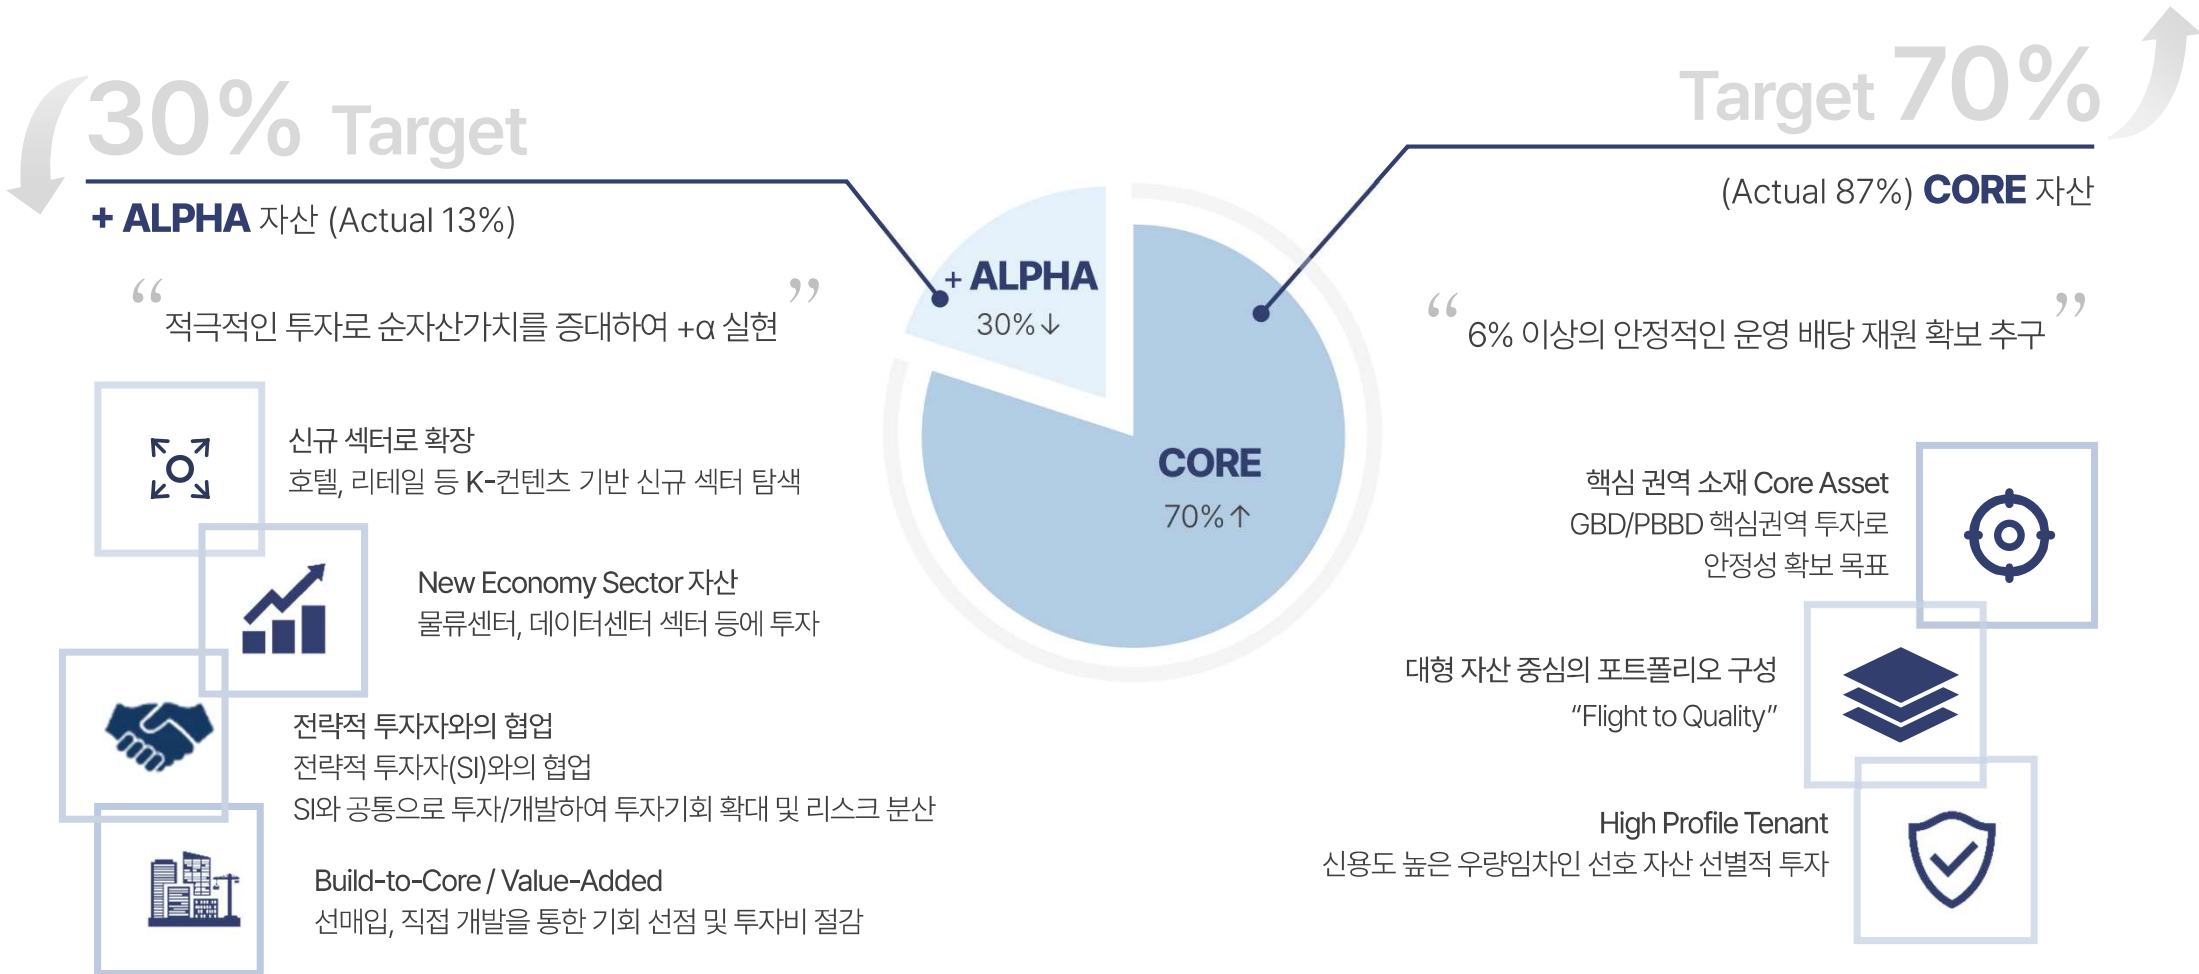 30% Target
+ ALPHA 자산 (Actual 13%)
“적극적인 투자로 순자산가치를 증대하여 +α 실현”
신규 섹터로 확장
호텔, 리테일 등 K-컨텐츠 기반 신규 섹터 탐색
New Economy Sector 자산
물류센터, 데이터센터 섹터 등에 투자
전략적 투자자와의 협업
전략적 투자자(SI)와의 협업
SI와 공통으로 투자/개발하여 투자기회 확대 및 리스크 분산
Build-to-Core / Value-Added
선매입, 직접 개발을 통한 기회 선점 및 투자비 절감
+ ALPHA
30%↓
CORE
70%↑
Target 70%
(Actual 87%) CORE 자산
“6% 이상의 안정적인 운영 배당 재원 확보 추구”
핵심 권역 소재 Core Asset
GBD/PBBD 핵심권역 투자로
안정성 확보 목표
대형 자산 중심의 포트폴리오 구성
“Flight to Quality”
High Profile Tenant
신용도 높은 우량임차인 선호 자산 선별적 투자